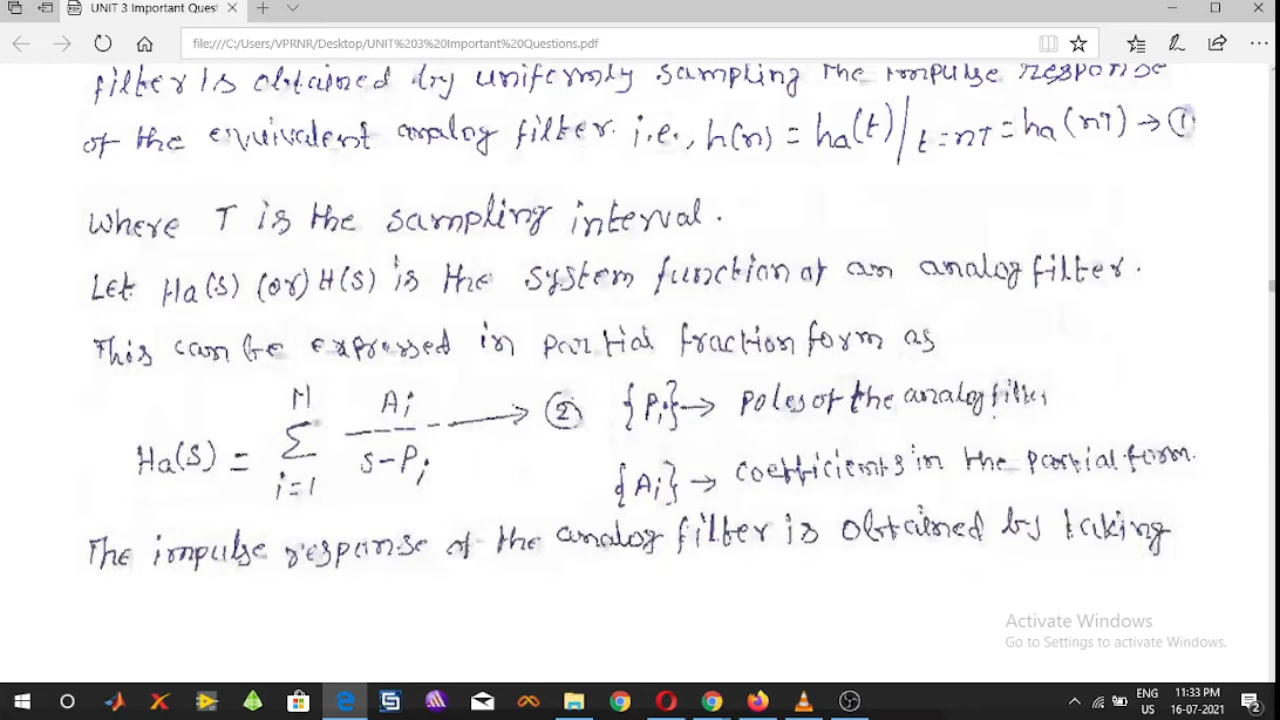 UNIT 3 Important Quest
file:///C:/Users/VPRNR/Desktop/UNIT%203%20Important%20Questions.pdf
filter is obtained by uniformly sampling the impulse response
of the equivalent analog filter. i.e., h(n) = ha(t)/t=nT = ha(nT) → ①
where T is the sampling interval.
Let Ha(s) (or) H(s) is the system function of an analog filter.
This can be expressed in partial fraction form as
Ha(s) = M Σ i=1 Ai / s-Pi → ② {Pi} → poles of the analog filter
{Ai} → coefficients in the partial form.
The impulse response of the analog filter is obtained by taking
Activate Windows
Go to Settings to activate Windows.
ENG 11:33 PM
US 16-07-2021
2